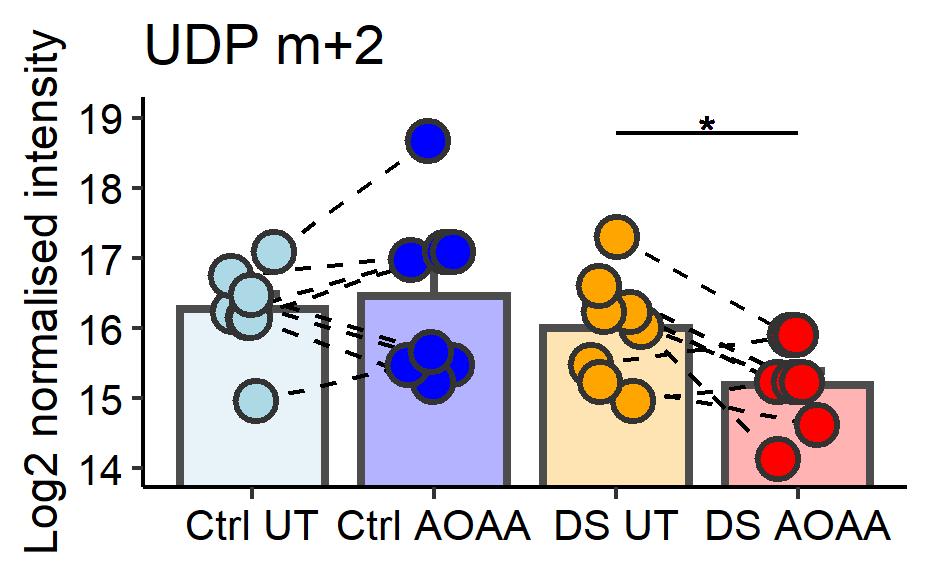 UDP m+2
Log2 normalised intensity
19
18
17
16
15
14
*
Ctrl UT
Ctrl AOAA
DS UT
DS AOAA